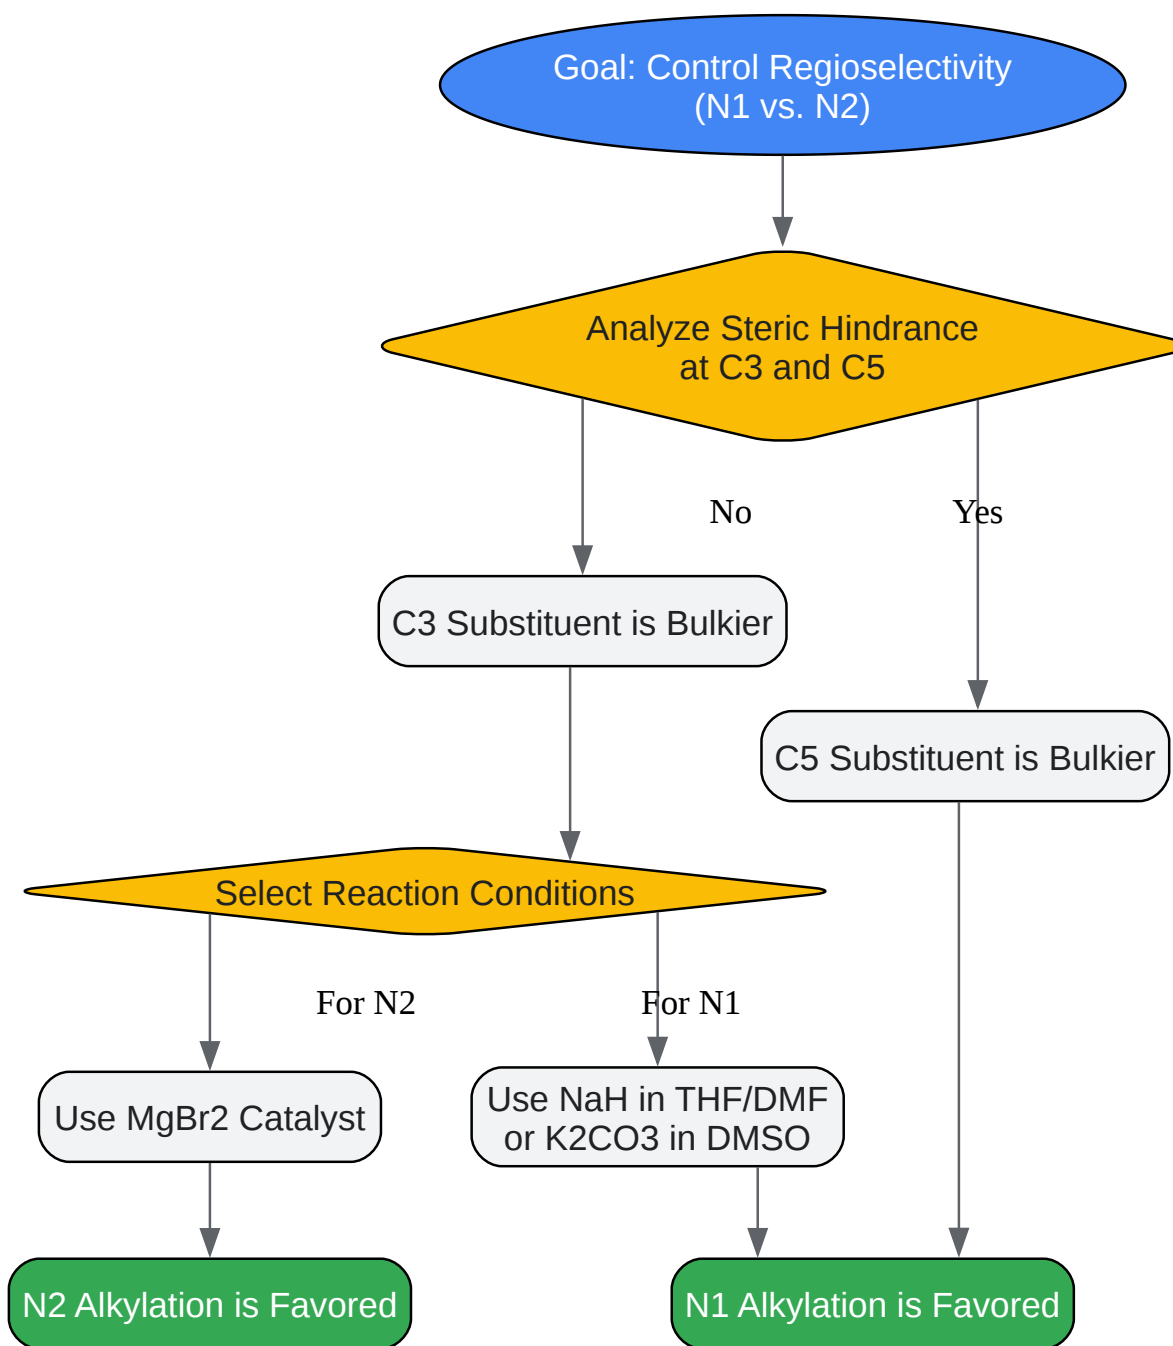 Goal: Control Regioselectivity
(N1 vs. N2)
Analyze Steric Hindrance
at C3 and C5
No
Yes
C3 Substituent is Bulkier
C5 Substituent is Bulkier
Select Reaction Conditions
For N2
For N1
Use MgBr2 Catalyst
Use NaH in THF/DMF
or K2CO3 in DMSO
N2 Alkylation is Favored
N1 Alkylation is Favored